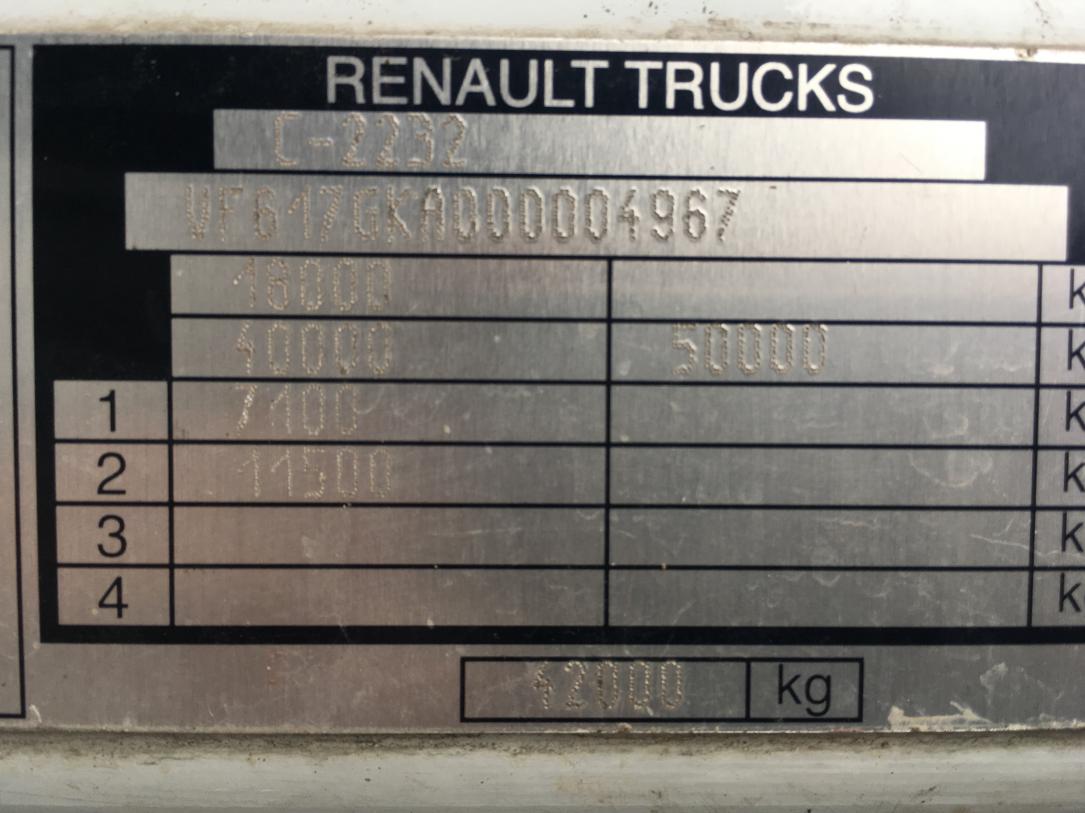 RENAULT TRUCKS
C-2232
VF617GKA000004967
18000 k
40000 50000 k
1 7100 k
2 11500 k
3 k
4 k
42000 kg